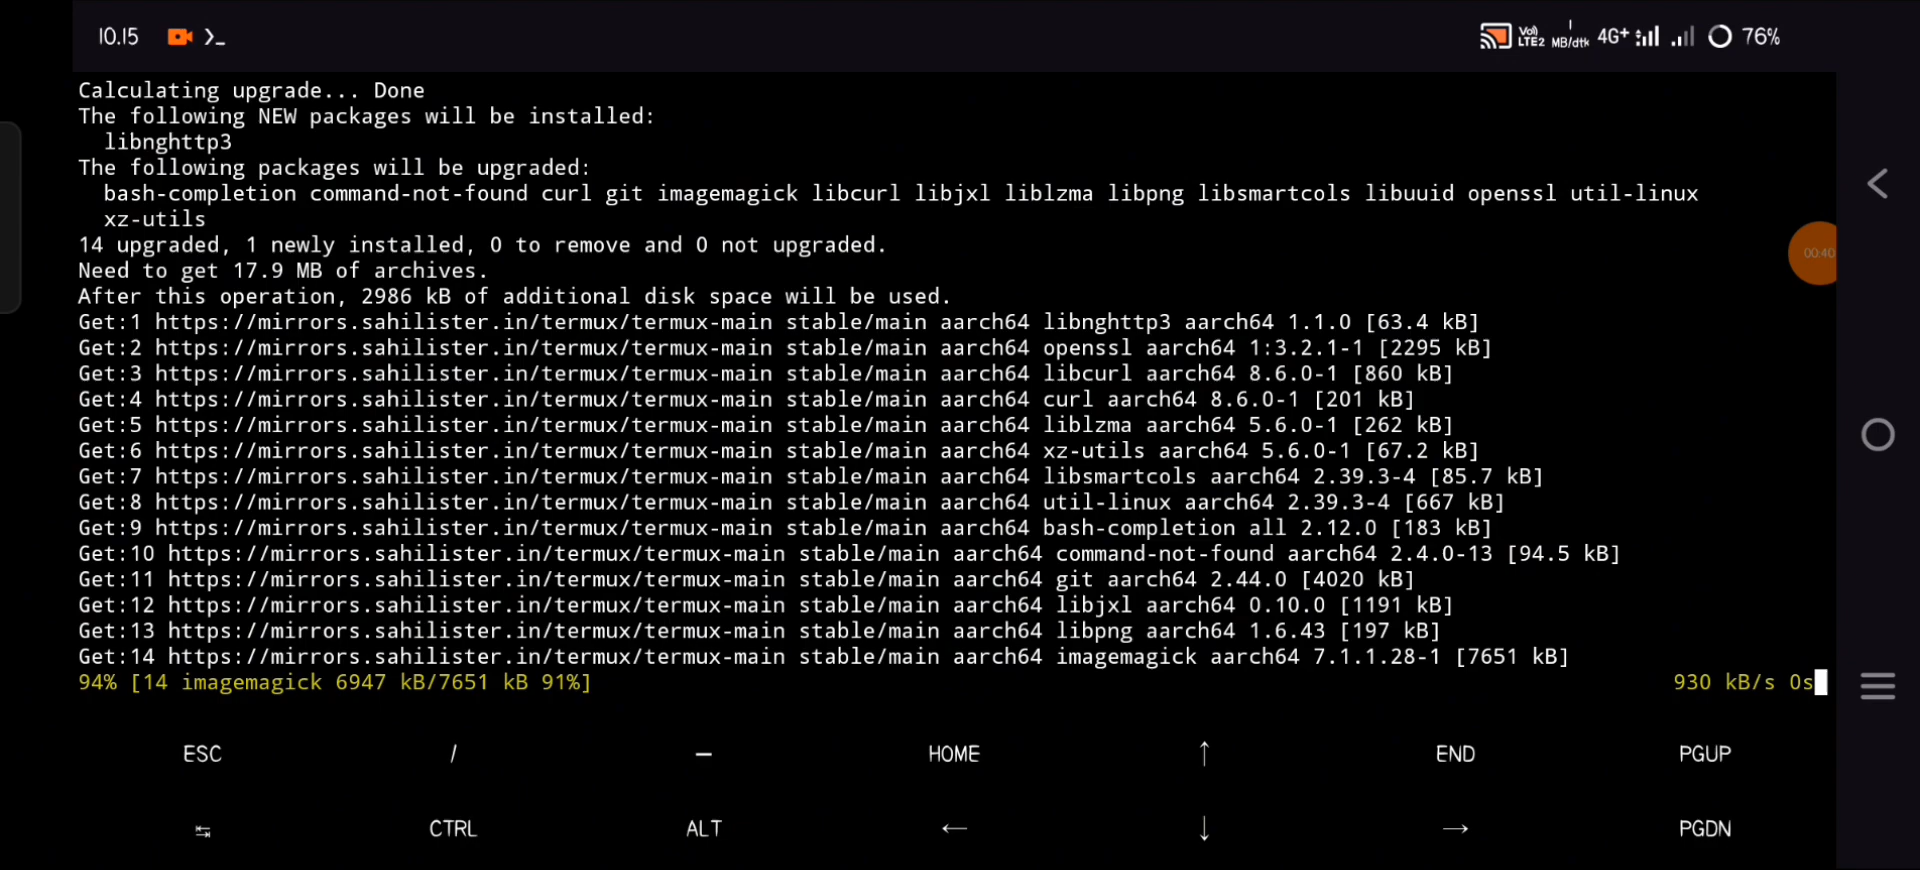 10.15 >_ Vo) LTE2 MB/dtk 4G+ 76%
Calculating upgrade... Done
The following NEW packages will be installed:
libnghttp3
The following packages will be upgraded:
bash-completion command-not-found curl git imagemagick libcurl libjxl liblzma libpng libsmartcols libuuid openssl util-linux
xz-utils
14 upgraded, 1 newly installed, 0 to remove and 0 not upgraded.
Need to get 17.9 MB of archives.
After this operation, 2986 kB of additional disk space will be used.
00:40
Get:1 https://mirrors.sahilister.in/termux/termux-main stable/main aarch64 libnghttp3 aarch64 1.1.0 [63.4 kB]
Get:2 https://mirrors.sahilister.in/termux/termux-main stable/main aarch64 openssl aarch64 1:3.2.1-1 [2295 kB]
Get:3 https://mirrors.sahilister.in/termux/termux-main stable/main aarch64 libcurl aarch64 8.6.0-1 [860 kB]
Get:4 https://mirrors.sahilister.in/termux/termux-main stable/main aarch64 curl aarch64 8.6.0-1 [201 kB]
Get:5 https://mirrors.sahilister.in/termux/termux-main stable/main aarch64 liblzma aarch64 5.6.0-1 [262 kB]
Get:6 https://mirrors.sahilister.in/termux/termux-main stable/main aarch64 xz-utils aarch64 5.6.0-1 [67.2 kB]
Get:7 https://mirrors.sahilister.in/termux/termux-main stable/main aarch64 libsmartcols aarch64 2.39.3-4 [85.7 kB]
Get:8 https://mirrors.sahilister.in/termux/termux-main stable/main aarch64 util-linux aarch64 2.39.3-4 [667 kB]
Get:9 https://mirrors.sahilister.in/termux/termux-main stable/main aarch64 bash-completion all 2.12.0 [183 kB]
Get:10 https://mirrors.sahilister.in/termux/termux-main stable/main aarch64 command-not-found aarch64 2.4.0-13 [94.5 kB]
Get:11 https://mirrors.sahilister.in/termux/termux-main stable/main aarch64 git aarch64 2.44.0 [4020 kB]
Get:12 https://mirrors.sahilister.in/termux/termux-main stable/main aarch64 libjxl aarch64 0.10.0 [1191 kB]
Get:13 https://mirrors.sahilister.in/termux/termux-main stable/main aarch64 libpng aarch64 1.6.43 [197 kB]
Get:14 https://mirrors.sahilister.in/termux/termux-main stable/main aarch64 imagemagick aarch64 7.1.1.28-1 [7651 kB]
94% [14 imagemagick 6947 kB/7651 kB 91%] 930 kB/s 0s
ESC / — HOME ↑ END PGUP
↹ CTRL ALT ← ↓ → PGDN